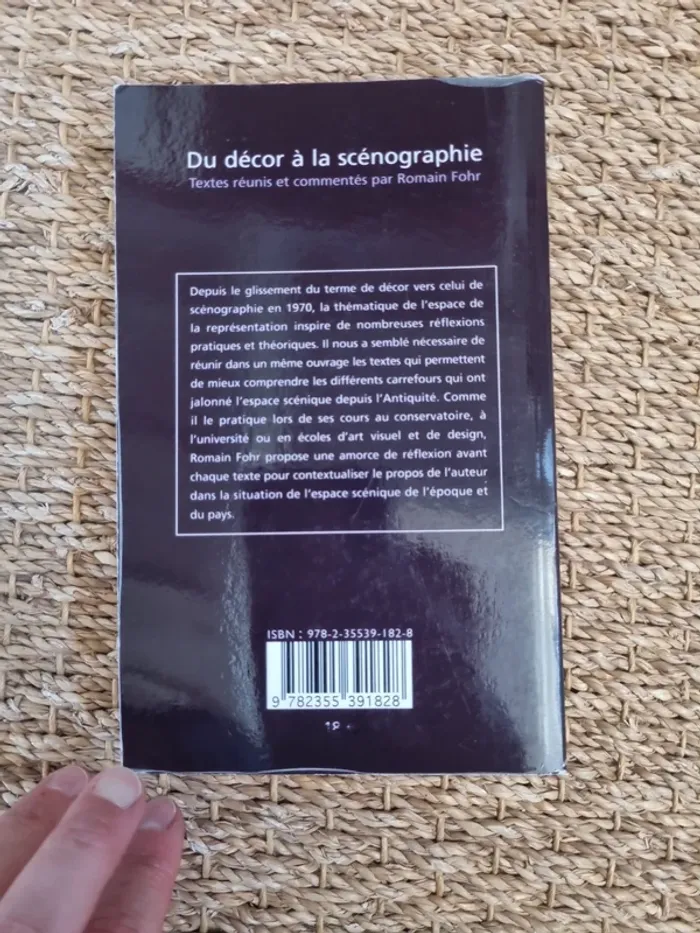 Du décor à la scénographie
Textes réunis et commentés par Romain Fohr
Depuis le glissement du terme de décor vers celui de
scénographie en 1970, la thématique de l'espace de
la représentation inspire de nombreuses réflexions
pratiques et théoriques. Il nous a semblé nécessaire de
réunir dans un même ouvrage les textes qui permettent
de mieux comprendre les différents carrefours qui ont
jalonné l'espace scénique depuis l'Antiquité. Comme
il le pratique lors de ses cours au conservatoire, à
l'université ou en écoles d'art visuel et de design,
Romain Fohr propose une amorce de réflexion avant
chaque texte pour contextualiser le propos de l'auteur
dans la situation de l'espace scénique de l'époque et
du pays.
ISBN : 978-2-35539-182-8
9 782355 391828